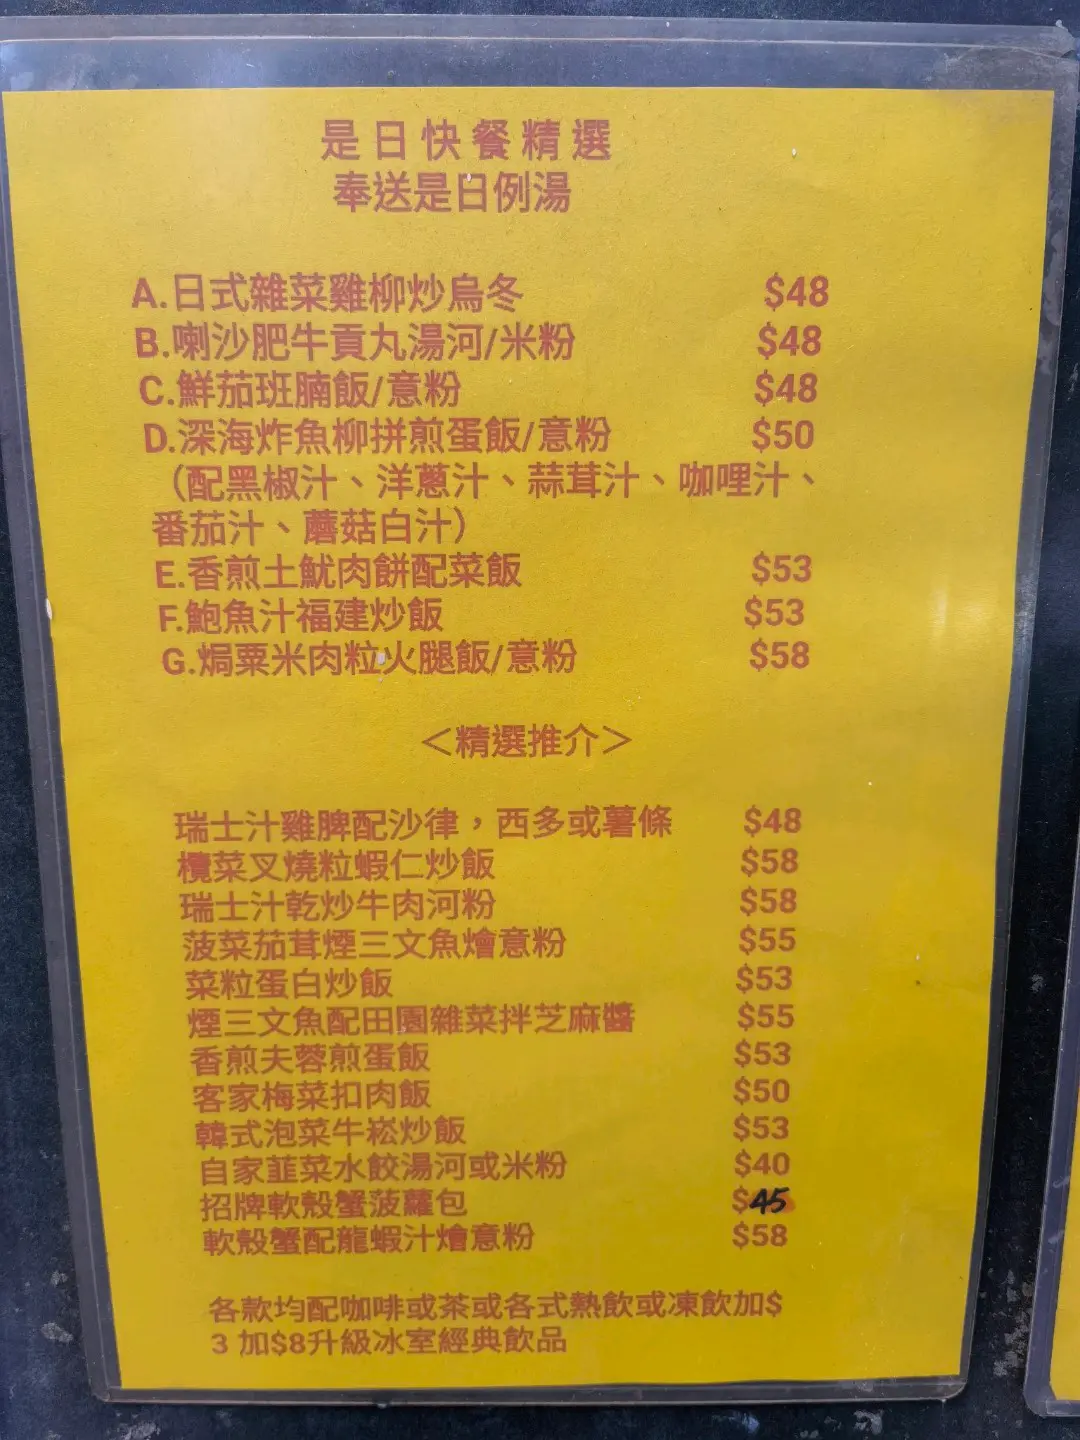 是日快餐精選
奉送是日例湯
A.日式雜菜雞柳炒烏冬 $48
B.喇沙肥牛貢丸湯河/米粉 $48
C.鮮茄班腩飯/意粉 $48
D.深海炸魚柳拼煎蛋飯/意粉 $50
（配黑椒汁、洋蔥汁、蒜茸汁、咖哩汁、
番茄汁、蘑菇白汁）
E.香煎土魷肉餅配菜飯 $53
F.鮑魚汁福建炒飯 $53
G.焗粟米肉粒火腿飯/意粉 $58
＜精選推介＞
瑞士汁雞脾配沙律，西多或薯條 $48
欖菜叉燒粒蝦仁炒飯 $58
瑞士汁乾炒牛肉河粉 $58
菠菜茄茸煙三文魚燴意粉 $55
菜粒蛋白炒飯 $53
煙三文魚配田園雜菜拌芝麻醬 $55
香煎夫蓉煎蛋飯 $53
客家梅菜扣肉飯 $50
韓式泡菜牛崧炒飯 $53
自家韮菜水餃湯河或米粉 $40
招牌軟殼蟹菠蘿包 $45
軟殼蟹配龍蝦汁燴意粉 $58
各款均配咖啡或茶或各式熱飲或凍飲加$
3 加$8升級冰室經典飲品